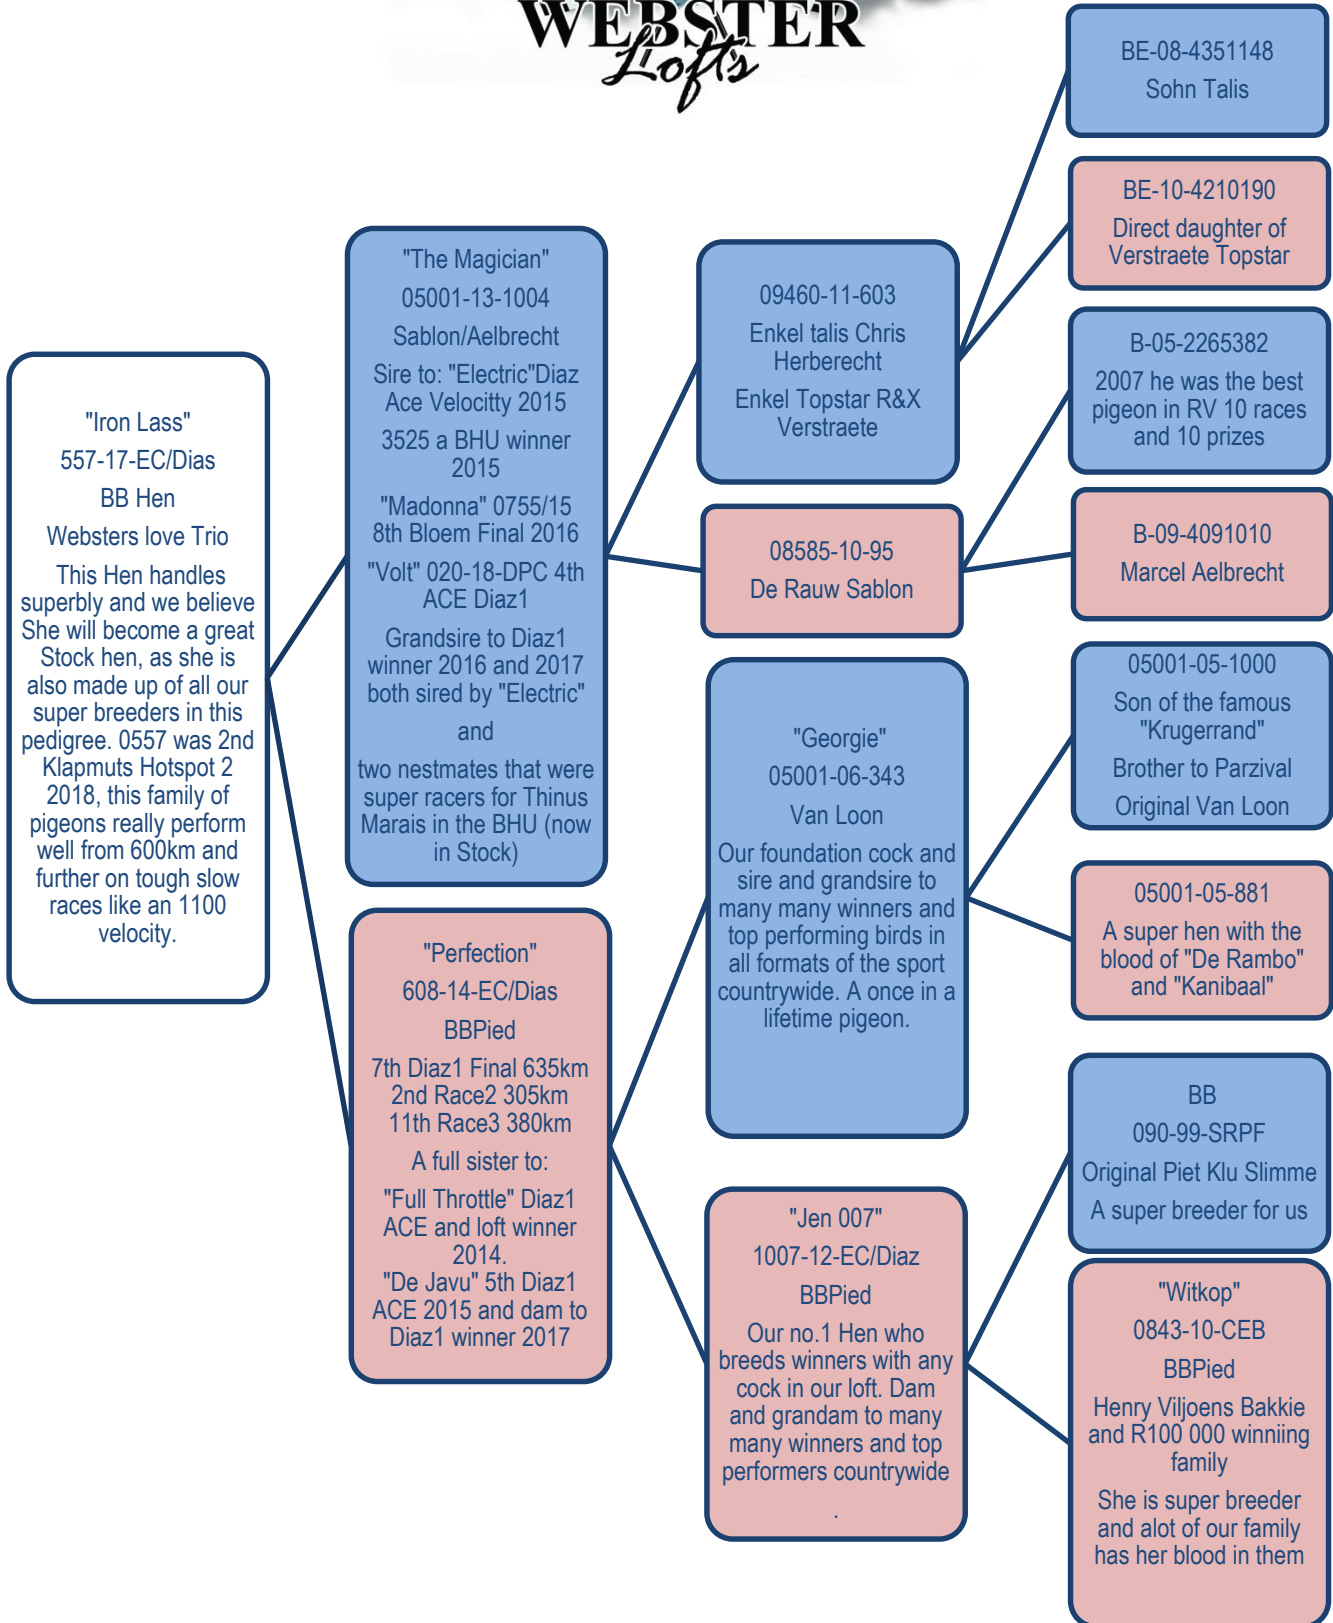 WEBSTER
Lofts
"Iron Lass"
557-17-EC/Dias
BB Hen
Websters love Trio
This Hen handles
superbly and we believe
She will become a great
Stock hen, as she is
also made up of all our
super breeders in this
pedigree. 0557 was 2nd
Klapmuts Hotspot 2
2018, this family of
pigeons really perform
well from 600km and
further on tough slow
races like an 1100
velocity.
"The Magician"
05001-13-1004
Sablon/Aelbrecht
Sire to: "Electric"Diaz
Ace Velocitty 2015
3525 a BHU winner
2015
"Madonna" 0755/15
8th Bloem Final 2016
"Volt" 020-18-DPC 4th
ACE Diaz1
Grandsire to Diaz1
winner 2016 and 2017
both sired by "Electric"
and
two nestmates that were
super racers for Thinus
Marais in the BHU (now
in Stock)
"Perfection"
608-14-EC/Dias
BBPied
7th Diaz1 Final 635km
2nd Race2 305km
11th Race3 380km
A full sister to:
"Full Throttle" Diaz1
ACE and loft winner
2014.
"De Javu" 5th Diaz1
ACE 2015 and dam to
Diaz1 winner 2017
09460-11-603
Enkel talis Chris
Herberecht
Enkel Topstar R&X
Verstraete
08585-10-95
De Rauw Sablon
"Georgie"
05001-06-343
Van Loon
Our foundation cock and
sire and grandsire to
many many winners and
top performing birds in
all formats of the sport
countrywide. A once in a
lifetime pigeon.
"Jen 007"
1007-12-EC/Diaz
BBPied
Our no.1 Hen who
breeds winners with any
cock in our loft. Dam
and grandam to many
many winners and top
performers countrywide
.
BE-08-4351148
Sohn Talis
BE-10-4210190
Direct daughter of
Verstraete Topstar
B-05-2265382
2007 he was the best
pigeon in RV 10 races
and 10 prizes
B-09-4091010
Marcel Aelbrecht
05001-05-1000
Son of the famous
"Krugerrand"
Brother to Parzival
Original Van Loon
05001-05-881
A super hen with the
blood of "De Rambo"
and "Kanibaal"
BB
090-99-SRPF
Original Piet Klu Slimme
A super breeder for us
"Witkop"
0843-10-CEB
BBPied
Henry Viljoens Bakkie
and R100 000 winniing
family
She is super breeder
and alot of our family
has her blood in them